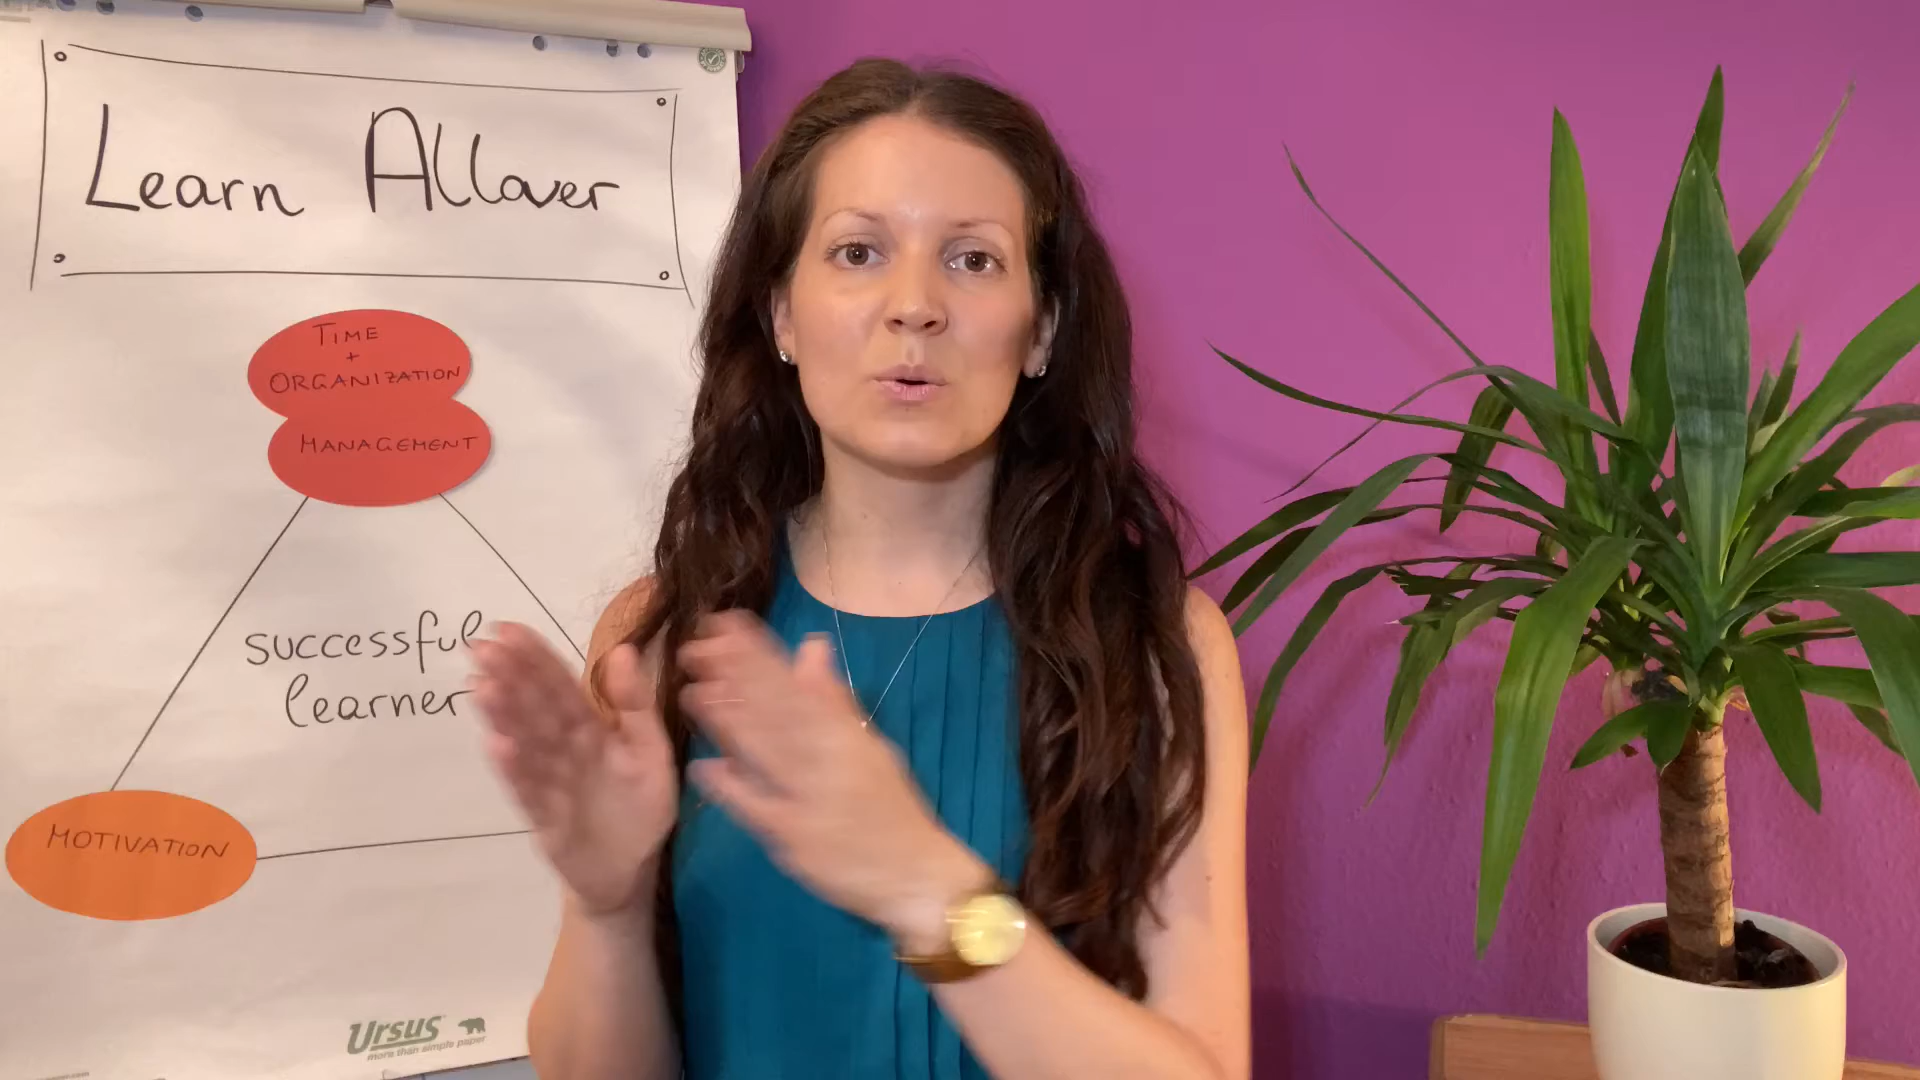 Learn Allover
TIME
+
ORGANIZATION
MANAGEMENT
successful
learner
MOTIVATION
Ursus
more than simple paper